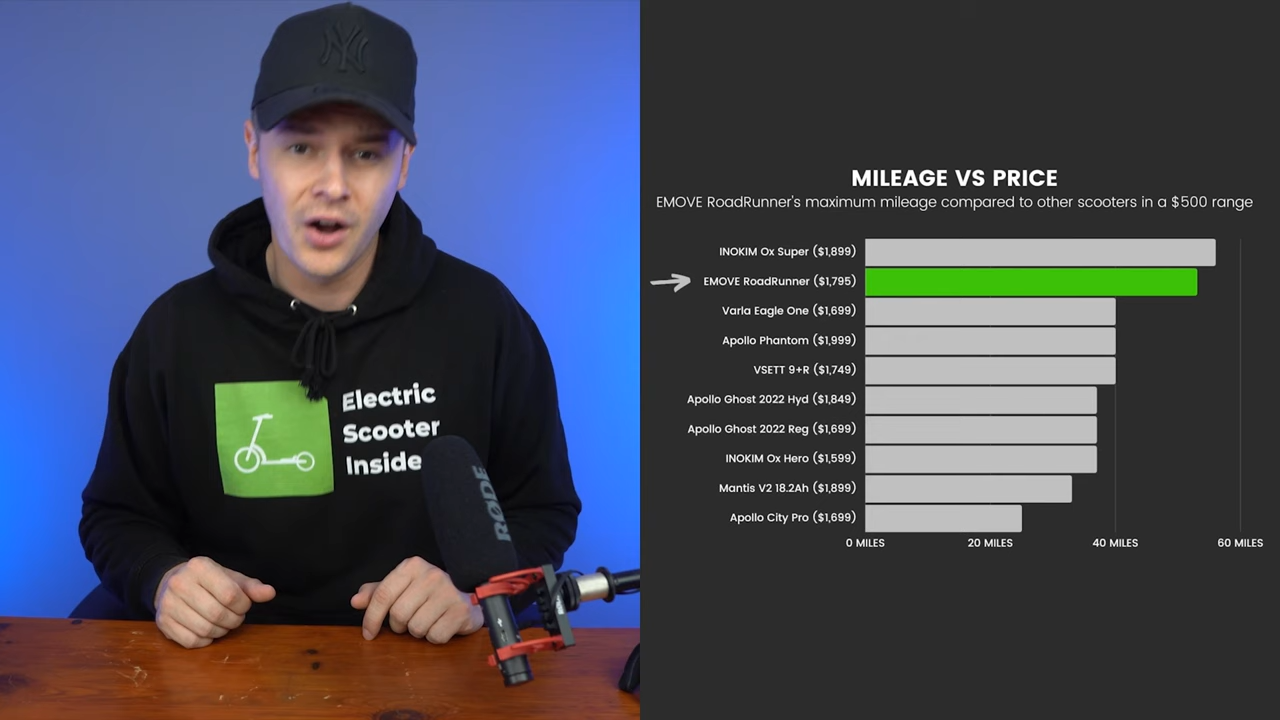 NY
Electric
Scooter
Inside
RØDE
MILEAGE VS PRICE
EMOVE RoadRunner's maximum mileage compared to other scooters in a $500 range
INOKIM Ox Super ($1,899)
EMOVE RoadRunner ($1,795)
Varla Eagle One ($1,699)
Apollo Phantom ($1,999)
VSETT 9+R ($1,749)
Apollo Ghost 2022 Hyd ($1,849)
Apollo Ghost 2022 Reg ($1,699)
INOKIM Ox Hero ($1,599)
Mantis V2 18.2Ah ($1,899)
Apollo City Pro ($1,699)
0 MILES 20 MILES 40 MILES 60 MILES